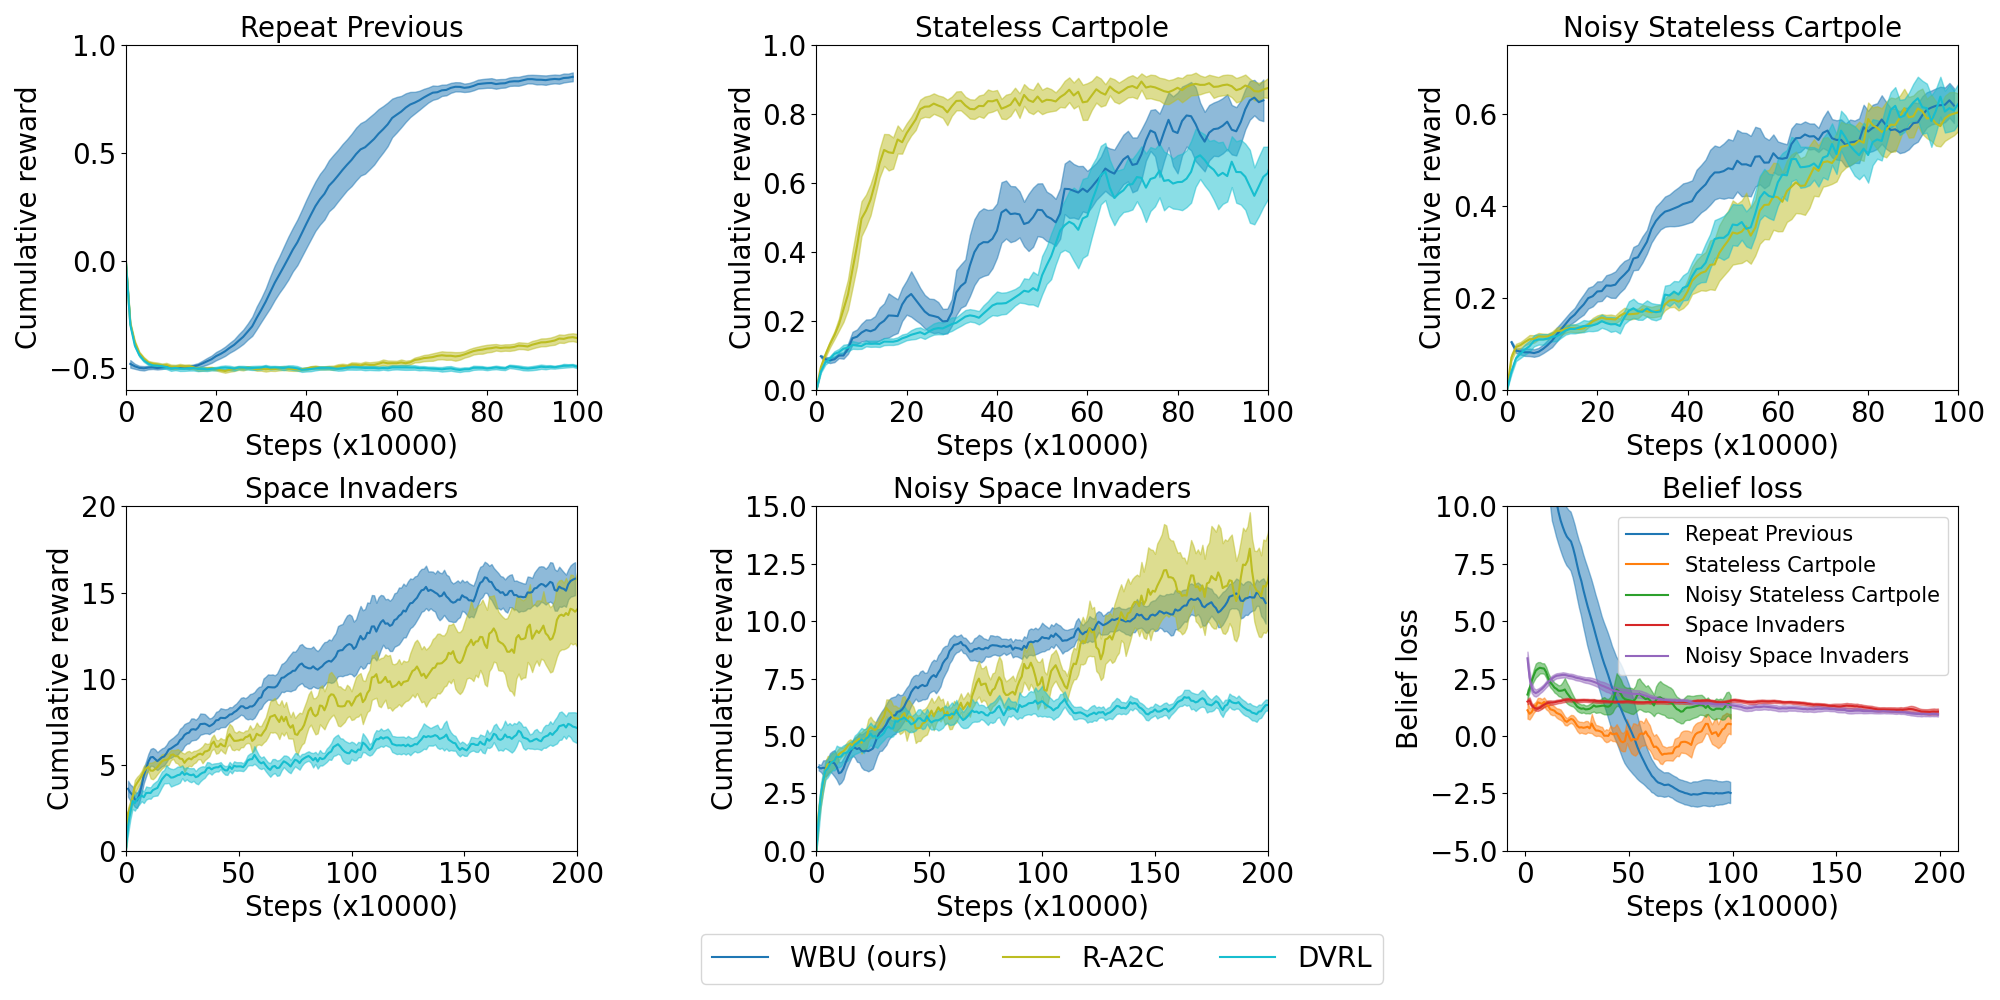 Repeat Previous
Stateless Cartpole
Noisy Stateless Cartpole
1.0
0.5
0.0
−0.5
Cumulative reward
0 20 40 60 80 100
Steps (x10000)
1.0
0.8
0.6
0.4
0.2
0.0
Cumulative reward
0 20 40 60 80 100
Steps (x10000)
0.6
0.4
0.2
0.0
Cumulative reward
0 20 40 60 80 100
Steps (x10000)
Space Invaders
Noisy Space Invaders
Belief loss
20
15
10
5
0
Cumulative reward
0 50 100 150 200
Steps (x10000)
15.0
12.5
10.0
7.5
5.0
2.5
0.0
Cumulative reward
0 50 100 150 200
Steps (x10000)
10.0
7.5
5.0
2.5
0.0
−2.5
−5.0
Belief loss
Repeat Previous
Stateless Cartpole
Noisy Stateless Cartpole
Space Invaders
Noisy Space Invaders
0 50 100 150 200
Steps (x10000)
WBU (ours) R-A2C DVRL